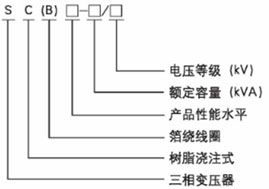 S C (B) □-□/□
电压等级 (kV)
额定容量 (kVA)
产品性能水平
箔绕线圈
树脂浇注式
三相变压器